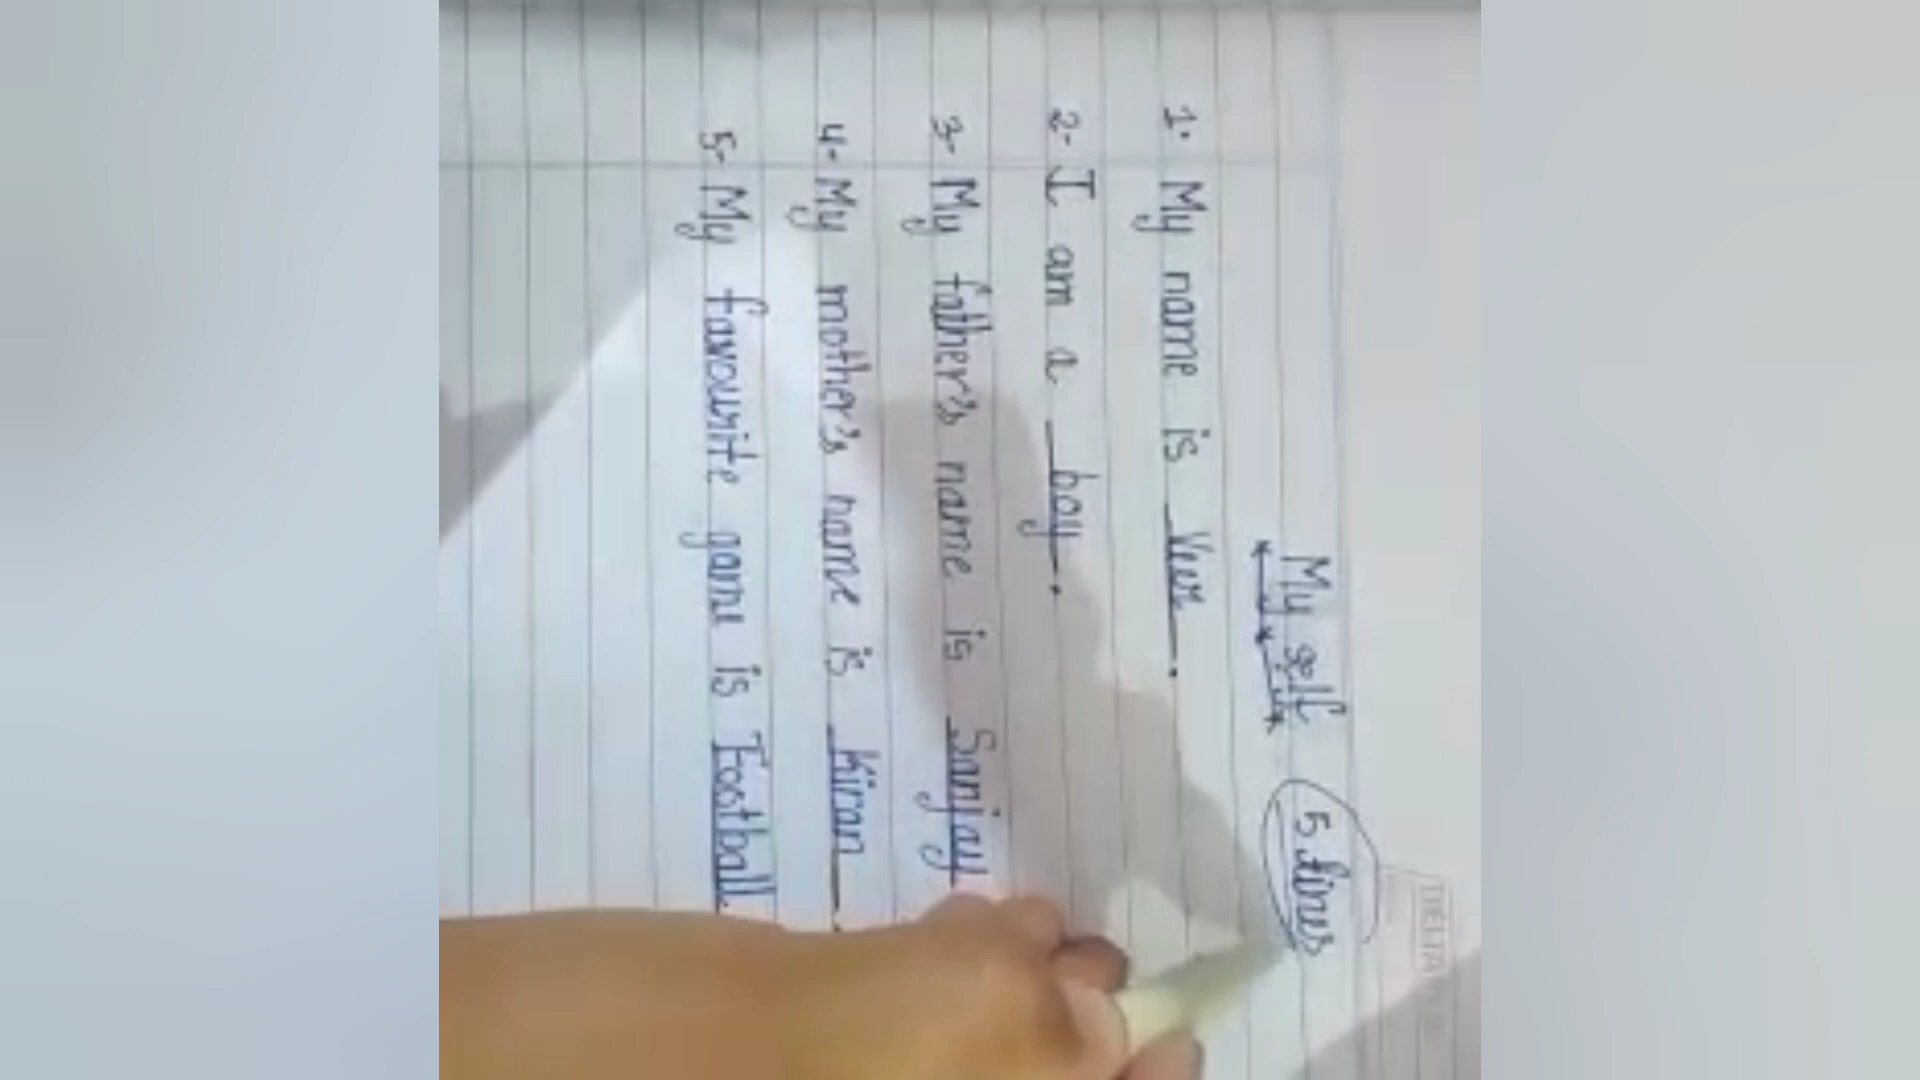 DELTA
My self 5 lines
1. My name is Veer.
2. I am a boy.
3. My father's name is Sanjay
4. My mother's name is Kiran.
5. My favourite game is Football